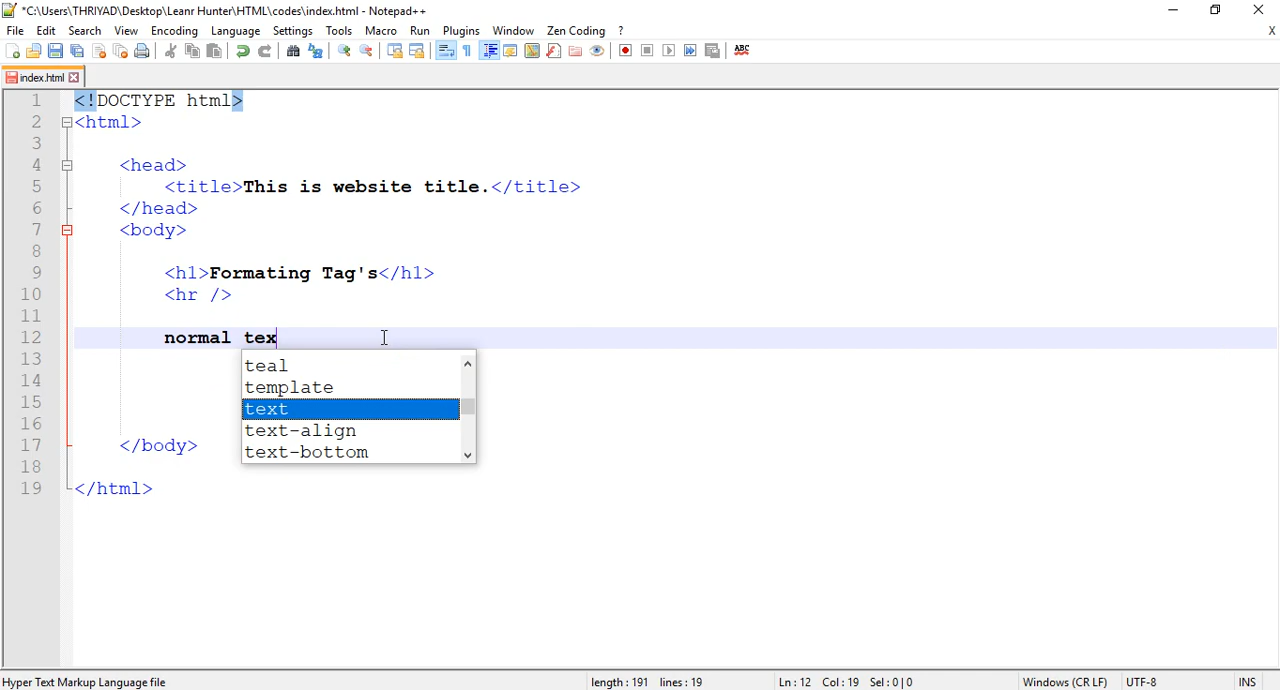 *C:\Users\THRIYAD\Desktop\Leanr Hunter\HTML\codes\index.html - Notepad++
File Edit Search View Encoding Language Settings Tools Macro Run Plugins Window Zen Coding ? X
ABC
index.html
1 <!DOCTYPE html>
2 <html>
3
4 <head>
5 <title>This is website title.</title>
6 </head>
7 <body>
8
9 <h1>Formating Tag's</h1>
10 <hr />
11
12 normal tex
13 teal
14 template
15 text
16 text-align
17 </body> text-bottom
18
19 </html>
Hyper Text Markup Language file length : 191 lines : 19 Ln : 12 Col : 19 Sel : 0 | 0 Windows (CR LF) UTF-8 INS